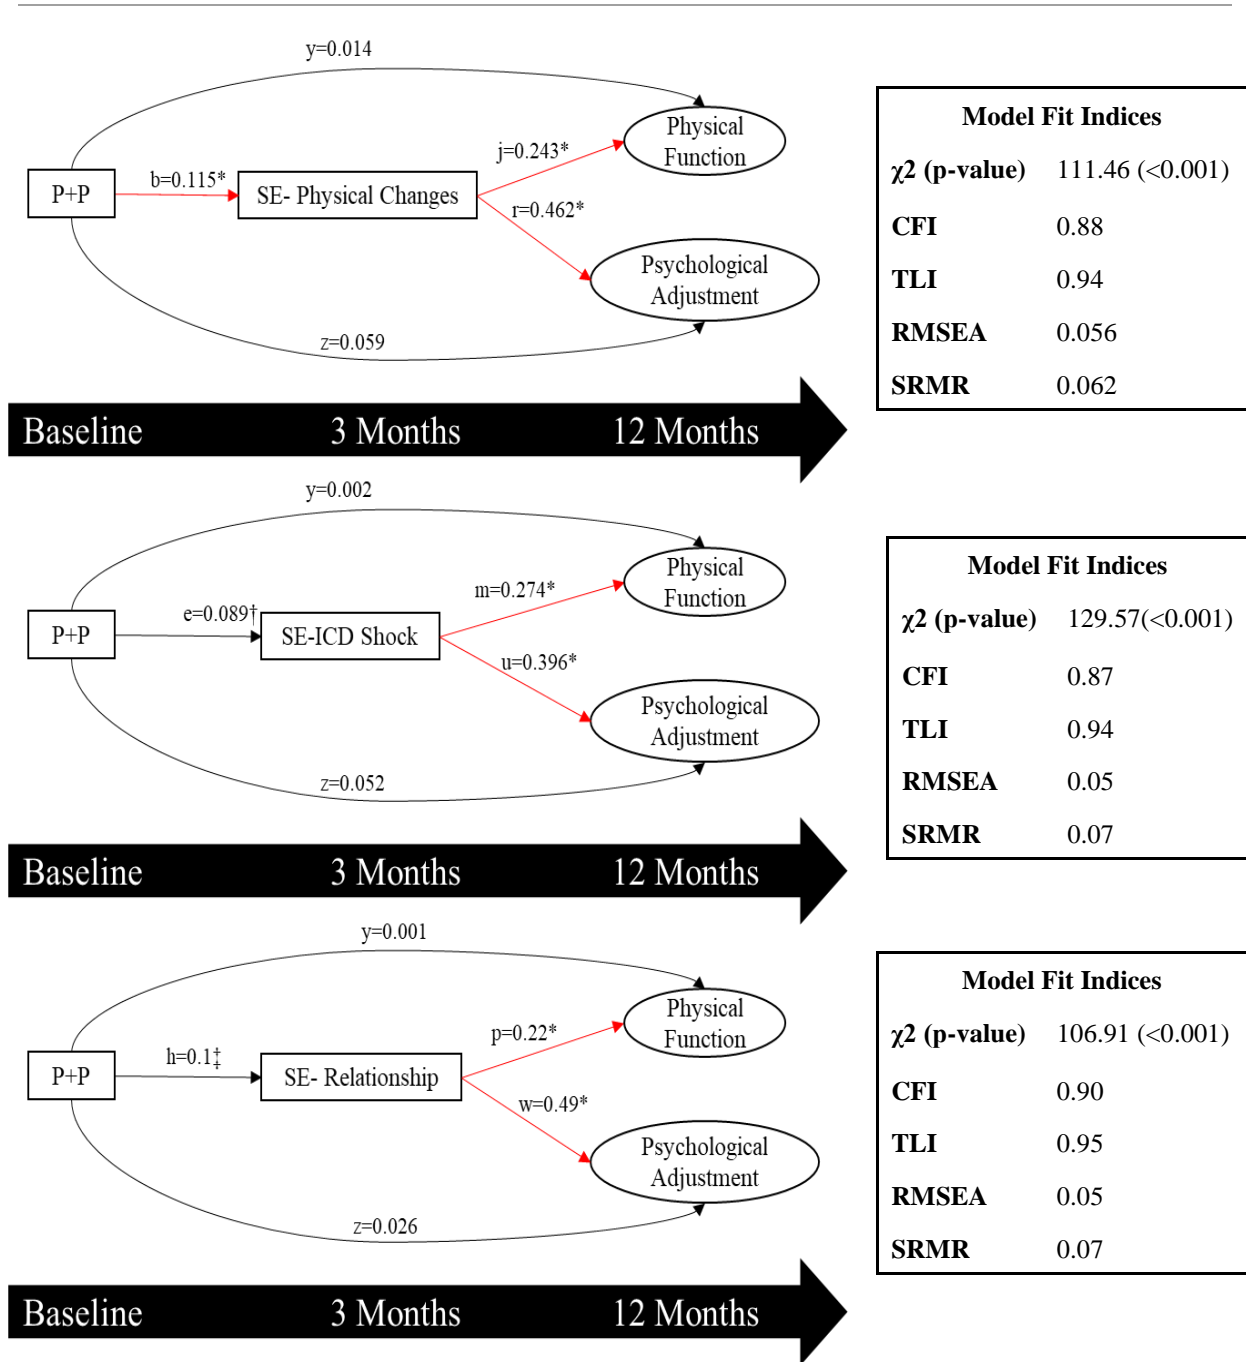 y=0.014
Physical
Function
j=0.243*
b=0.115*
P+P
SE- Physical Changes
r=0.462*
Psychological
Adjustment
z=0.059
Baseline 3 Months 12 Months
Model Fit Indices
χ2 (p-value) 111.46 (<0.001)
CFI 0.88
TLI 0.94
RMSEA 0.056
SRMR 0.062
y=0.002
Physical
Function
m=0.274*
e=0.089†
P+P
SE-ICD Shock
u=0.396*
Psychological
Adjustment
z=0.052
Baseline 3 Months 12 Months
Model Fit Indices
χ2 (p-value) 129.57(<0.001)
CFI 0.87
TLI 0.94
RMSEA 0.05
SRMR 0.07
y=0.001
Physical
Function
p=0.22*
h=0.1‡
P+P
SE- Relationship
w=0.49*
Psychological
Adjustment
z=0.026
Baseline 3 Months 12 Months
Model Fit Indices
χ2 (p-value) 106.91 (<0.001)
CFI 0.90
TLI 0.95
RMSEA 0.05
SRMR 0.07